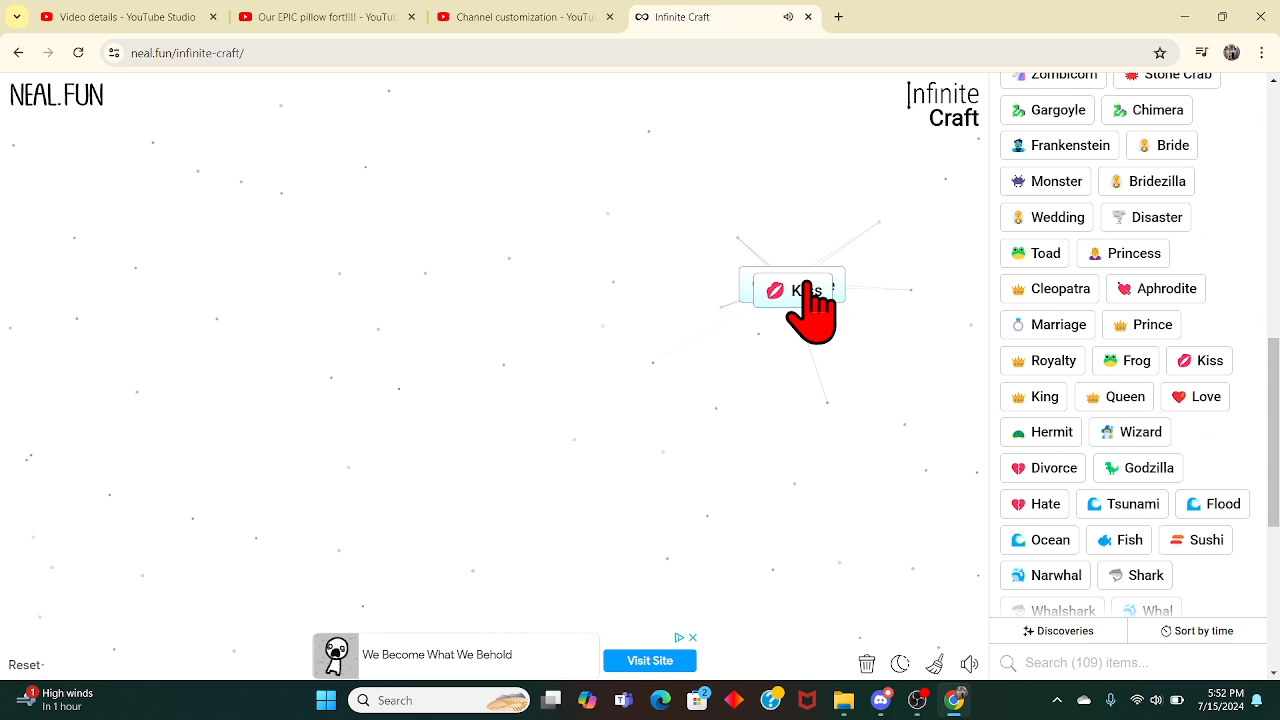 Video details - YouTube Studio
Our EPIC pillow fort!!!! - YouTub
Channel customization - YouTu
Infinite Craft
neal.fun/infinite-craft/
NEAL.FUN
Infinite
Craft
Zombicorn Stone Crab
Gargoyle Chimera
Frankenstein Bride
Monster Bridezilla
Wedding Disaster
Toad Princess
Cleopatra Aphrodite
Marriage Prince
Royalty Frog Kiss
King Queen Love
Hermit Wizard
Divorce Godzilla
Hate Tsunami Flood
Ocean Fish Sushi
Narwhal Shark
Whalshark Whal
Discoveries Sort by time
Search (109) items...
Kiss
We Become What We Behold
Visit Site
Reset
1
High winds
In 1 hour
Search
2
5:52 PM
7/15/2024